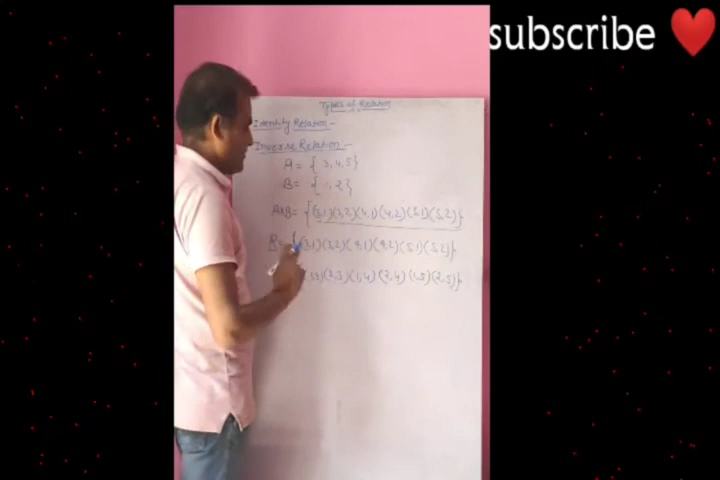 subscribe ❤️
Types of Relation
Identity Relation -
Inverse Relation -
A = { 3, 4, 5 }
B = { 1, 2 }
A×B = { (3,1) (3,2) (4,1) (4,2) (5,1) (5,2) }
R = { (3,1) (3,2) (4,1) (4,2) (5,1) (5,2) }
,3) (2,3) (1,4) (2,4) (1,5) (2,5) }